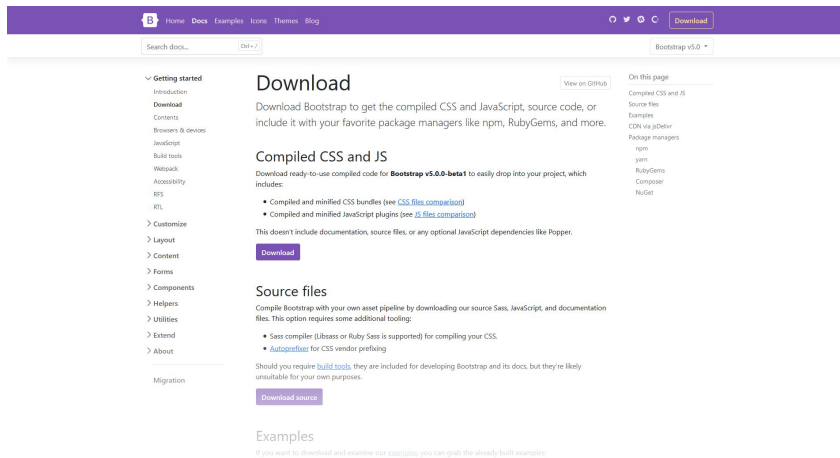 B Home Docs Examples Icons Themes Blog Download
Search docs... Ctrl + / Bootstrap v5.0
Getting started
Introduction
Download
Contents
Browsers & devices
JavaScript
Build tools
Webpack
Accessibility
RFS
RTL
Customize
Layout
Content
Forms
Components
Helpers
Utilities
Extend
About
Migration
Download
View on GitHub
Download Bootstrap to get the compiled CSS and JavaScript, source code, or
include it with your favorite package managers like npm, RubyGems, and more.
Compiled CSS and JS
Download ready-to-use compiled code for Bootstrap v5.0.0-beta1 to easily drop into your project, which
includes:
• Compiled and minified CSS bundles (see CSS files comparison)
• Compiled and minified JavaScript plugins (see JS files comparison)
This doesn't include documentation, source files, or any optional JavaScript dependencies like Popper.
Download
Source files
Compile Bootstrap with your own asset pipeline by downloading our source Sass, JavaScript, and documentation
files. This option requires some additional tooling:
• Sass compiler (Libsass or Ruby Sass is supported) for compiling your CSS.
• Autoprefixer for CSS vendor prefixing
Should you require build tools, they are included for developing Bootstrap and its docs, but they're likely
unsuitable for your own purposes.
Download source
Examples
If you want to download and examine our examples, you can grab the already built examples:
On this page
Compiled CSS and JS
Source files
Examples
CDN via jsDelivr
Package managers
npm
yarn
RubyGems
Composer
NuGet